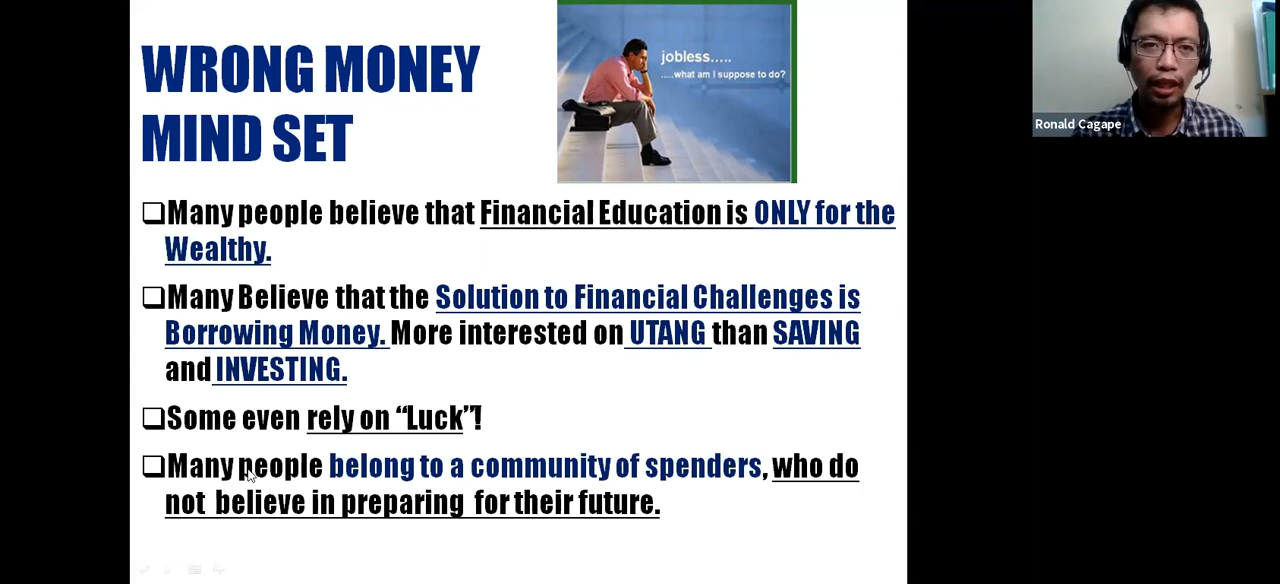 WRONG MONEY
MIND SET
jobless.....
.....what am I suppose to do?
Ronald Cagape
❑Many people believe that Financial Education is ONLY for the
Wealthy.
❑Many Believe that the Solution to Financial Challenges is
Borrowing Money. More interested on UTANG than SAVING
and INVESTING.
❑Some even rely on “Luck”!
❑Many people belong to a community of spenders, who do
not believe in preparing for their future.